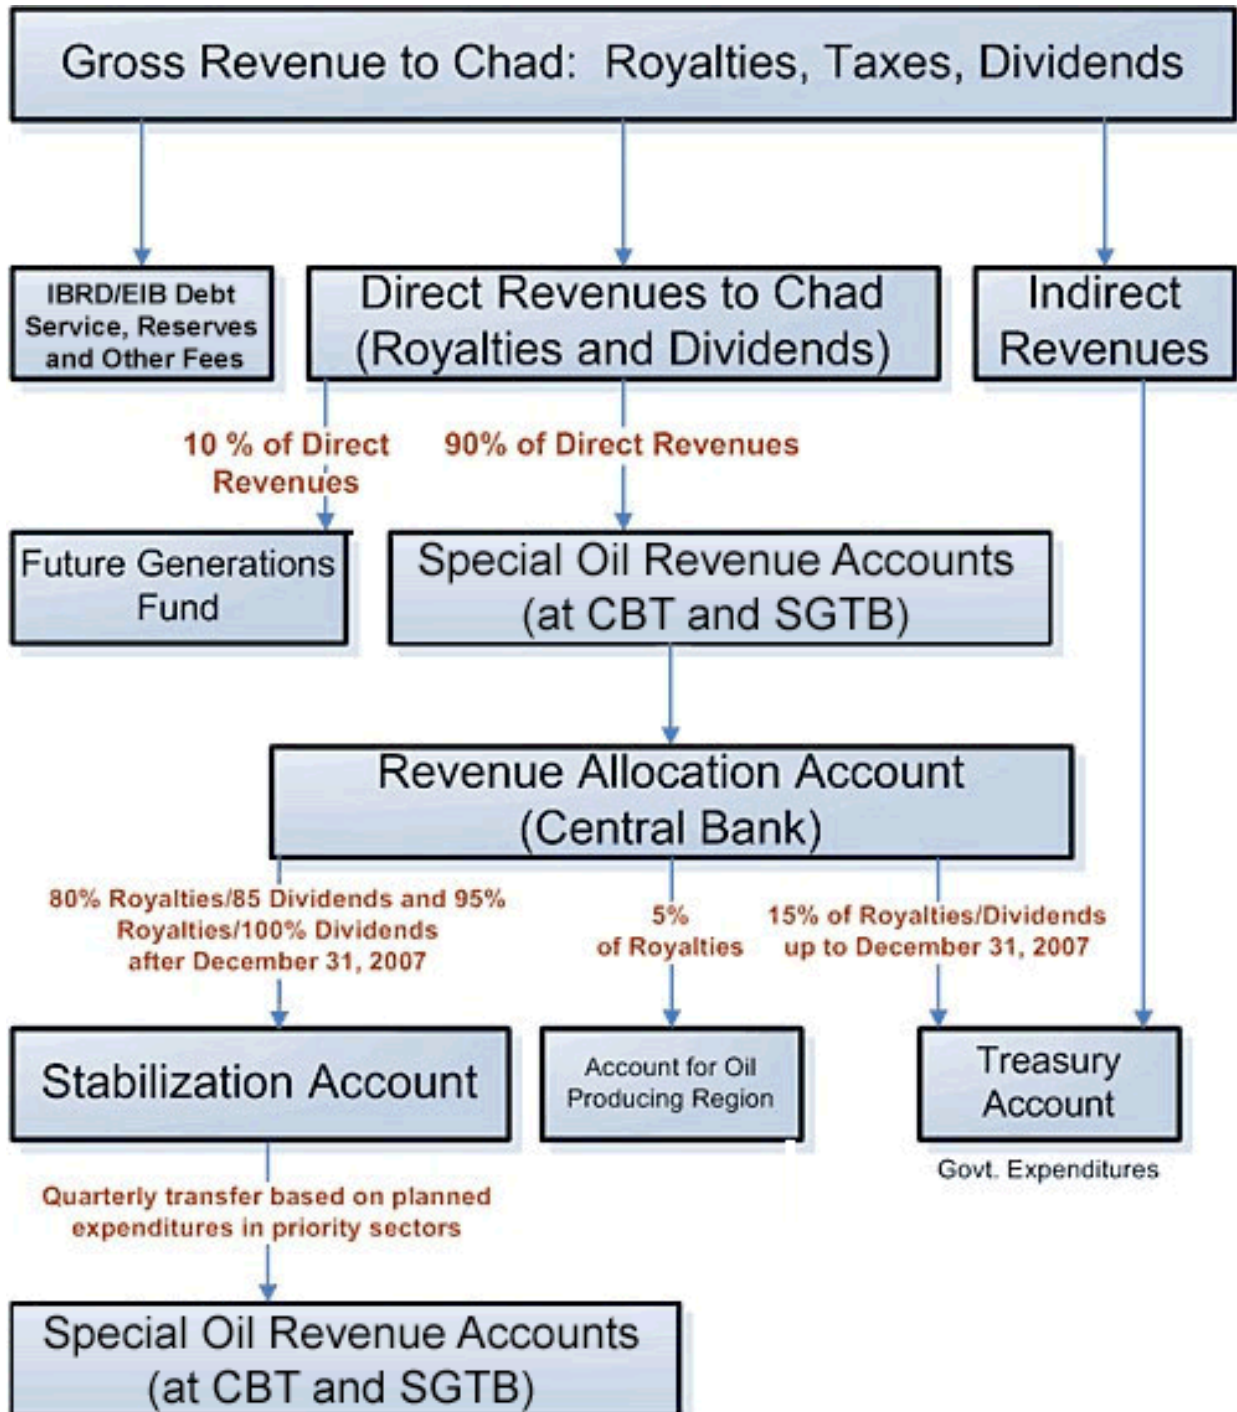 Gross Revenue to Chad: Royalties, Taxes, Dividends
IBRD/EIB Debt
Service, Reserves
and Other Fees
Direct Revenues to Chad
(Royalties and Dividends)
Indirect
Revenues
10 % of Direct
Revenues
90% of Direct Revenues
Future Generations
Fund
Special Oil Revenue Accounts
(at CBT and SGTB)
Revenue Allocation Account
(Central Bank)
80% Royalties/85 Dividends and 95%
Royalties/100% Dividends
after December 31, 2007
5%
of Royalties
15% of Royalties/Dividends
up to December 31, 2007
Stabilization Account
Account for Oil
Producing Region
Treasury
Account
Govt. Expenditures
Quarterly transfer based on planned
expenditures in priority sectors
Special Oil Revenue Accounts
(at CBT and SGTB)